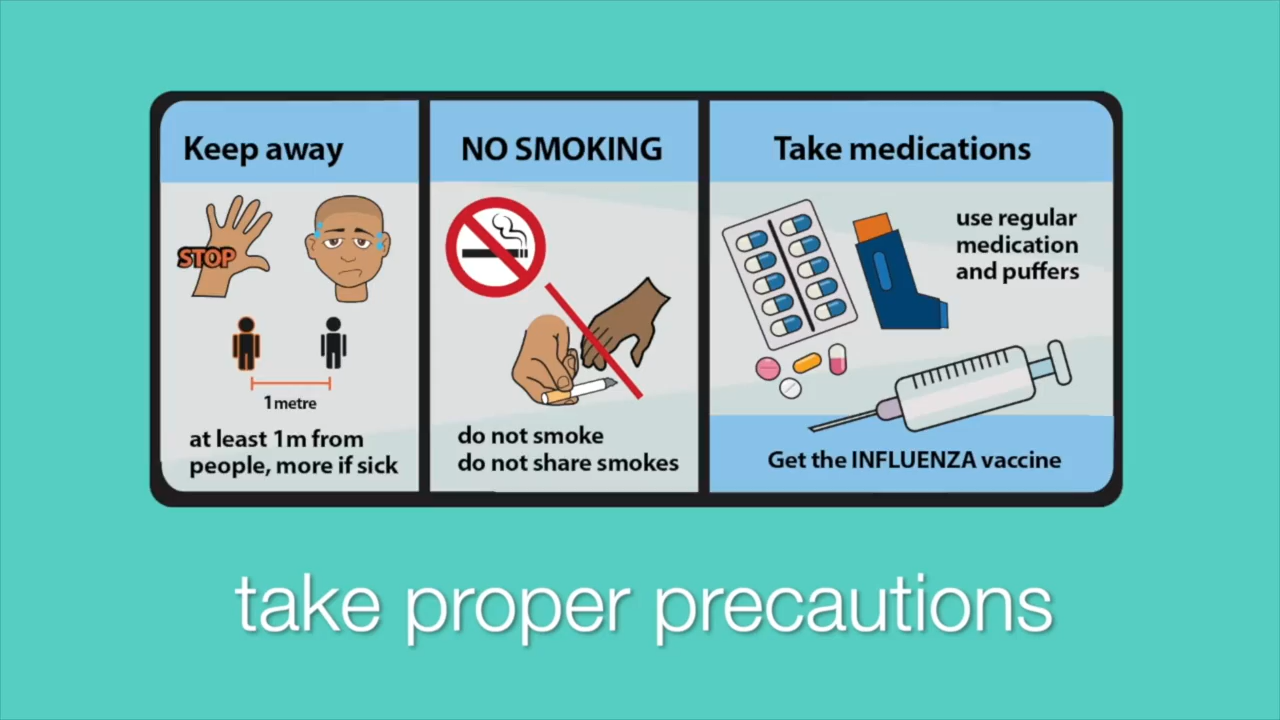 Keep away
STOP
1 metre
at least 1m from
people, more if sick
NO SMOKING
do not smoke
do not share smokes
Take medications
use regular
medication
and puffers
Get the INFLUENZA vaccine
take proper precautions